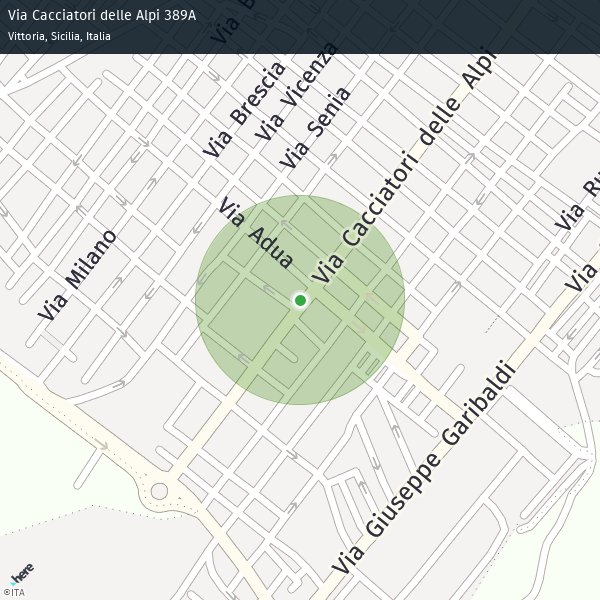 Via Cacciatori delle Alpi 389A
Vittoria, Sicilia, Italia
Via B
Via Brescia
Via Vicenza
Via Senia
Via Cacciatori delle Alpi
Via Adua
Via Milano
Via Ru
Via
Via Giuseppe Garibaldi
here
©ITA